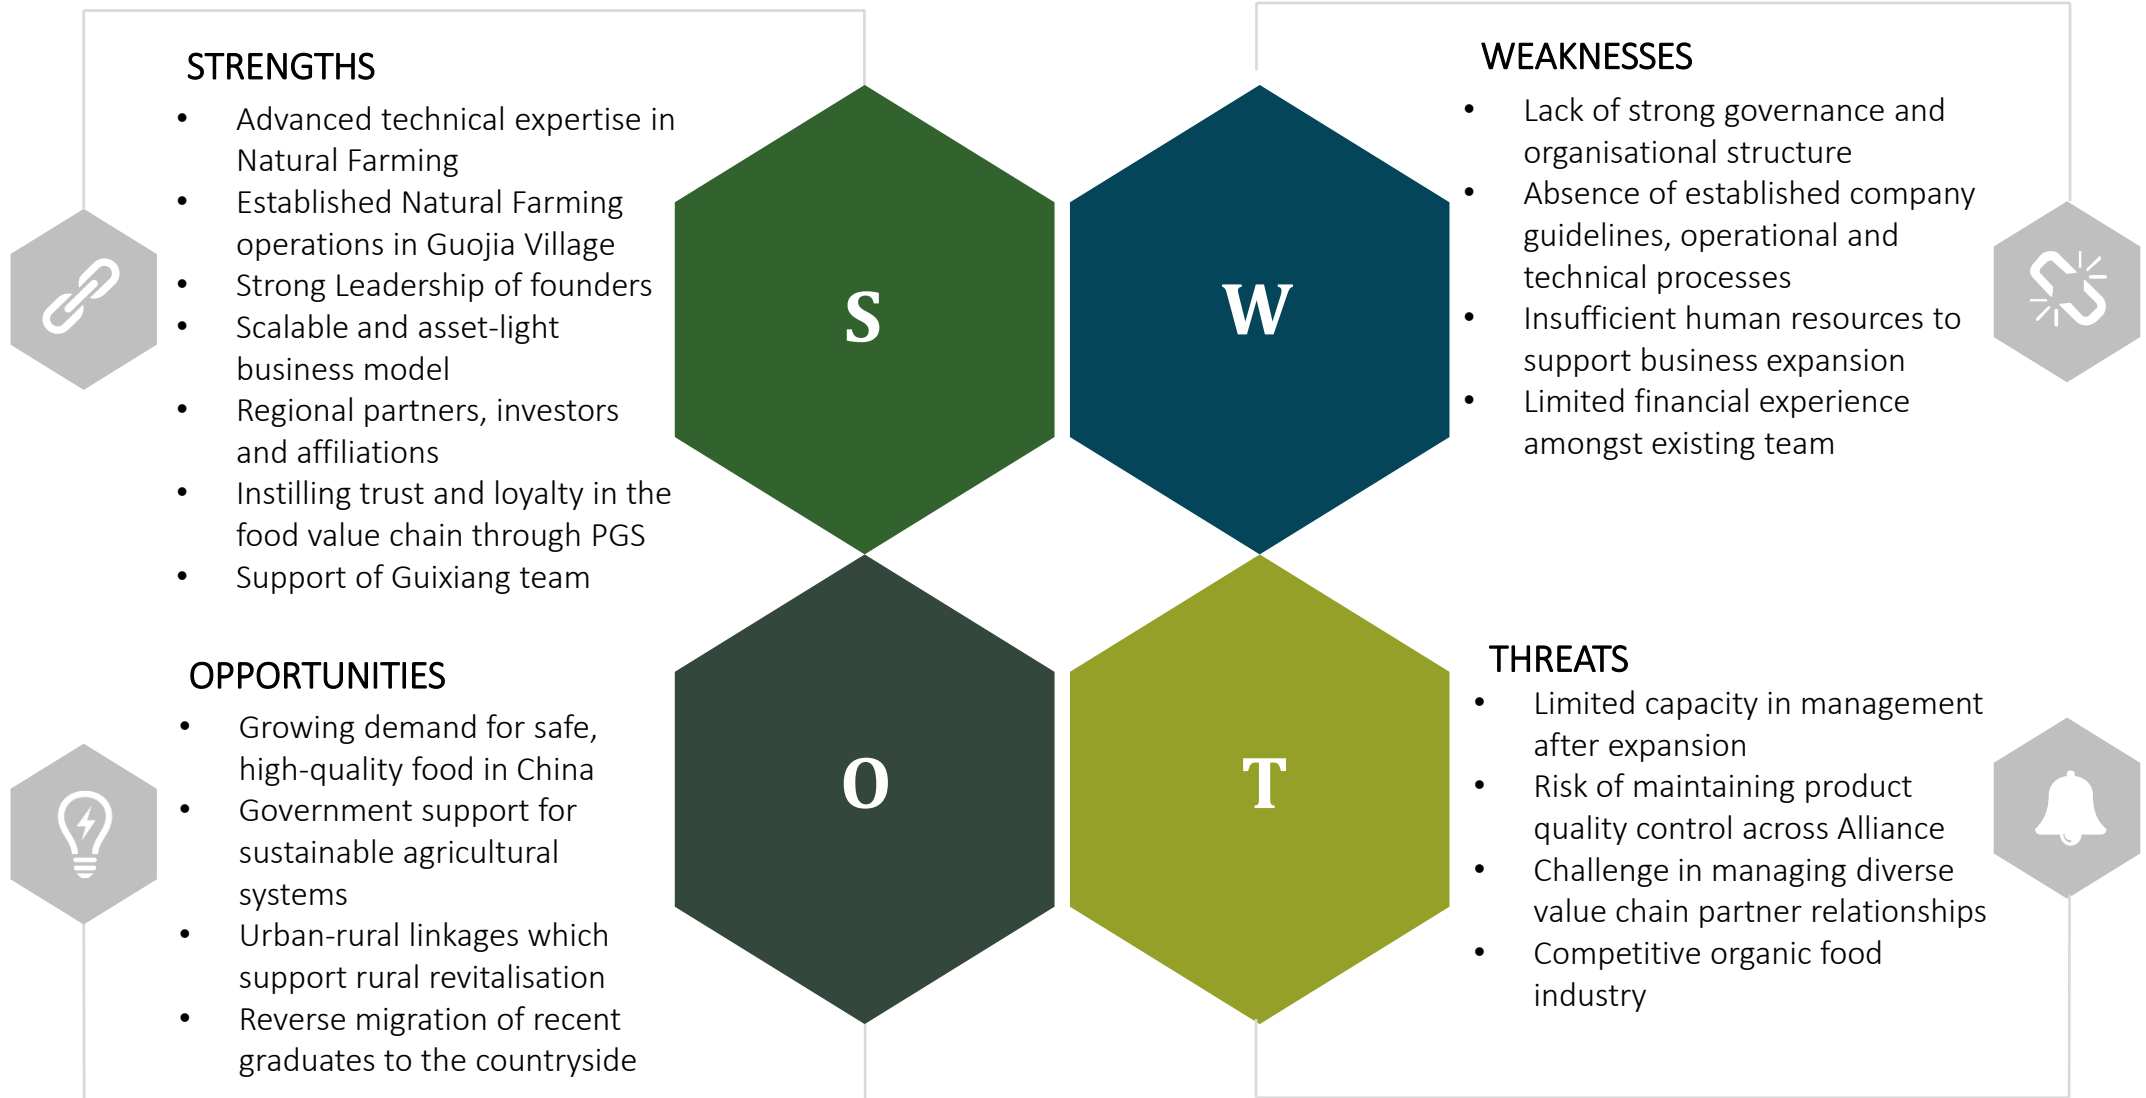 STRENGTHS
• Advanced technical expertise in
Natural Farming
• Established Natural Farming
operations in Guojia Village
• Strong Leadership of founders
• Scalable and asset-light
business model
• Regional partners, investors
and affiliations
• Instilling trust and loyalty in the
food value chain through PGS
• Support of Guixiang team
S
W
WEAKNESSES
• Lack of strong governance and
organisational structure
• Absence of established company
guidelines, operational and
technical processes
• Insufficient human resources to
support business expansion
• Limited financial experience
amongst existing team
OPPORTUNITIES
• Growing demand for safe,
high-quality food in China
• Government support for
sustainable agricultural
systems
• Urban-rural linkages which
support rural revitalisation
• Reverse migration of recent
graduates to the countryside
O
T
THREATS
• Limited capacity in management
after expansion
• Risk of maintaining product
quality control across Alliance
• Challenge in managing diverse
value chain partner relationships
• Competitive organic food
industry